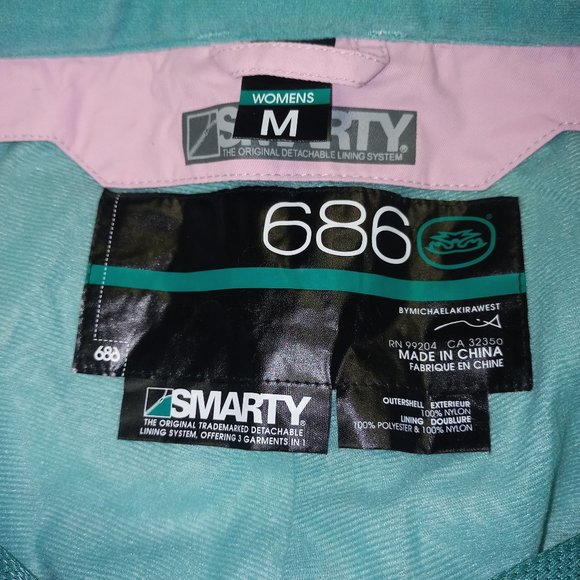 WOMENS
M
SMARTY
THE ORIGINAL DETACHABLE LINING SYSTEM
686
BYMICHAELAKIRAWEST
RN 99204 CA 32350
MADE IN CHINA
FABRIQUE EN CHINE
686
SMARTY
THE ORIGINAL TRADEMARKED DETACHABLE
LINING SYSTEM, OFFERING 3 GARMENTS IN 1
OUTERSHELL EXTERIEUR
100% NYLON
LINING DOUBLURE
100% POLYESTER & 100% NYLON